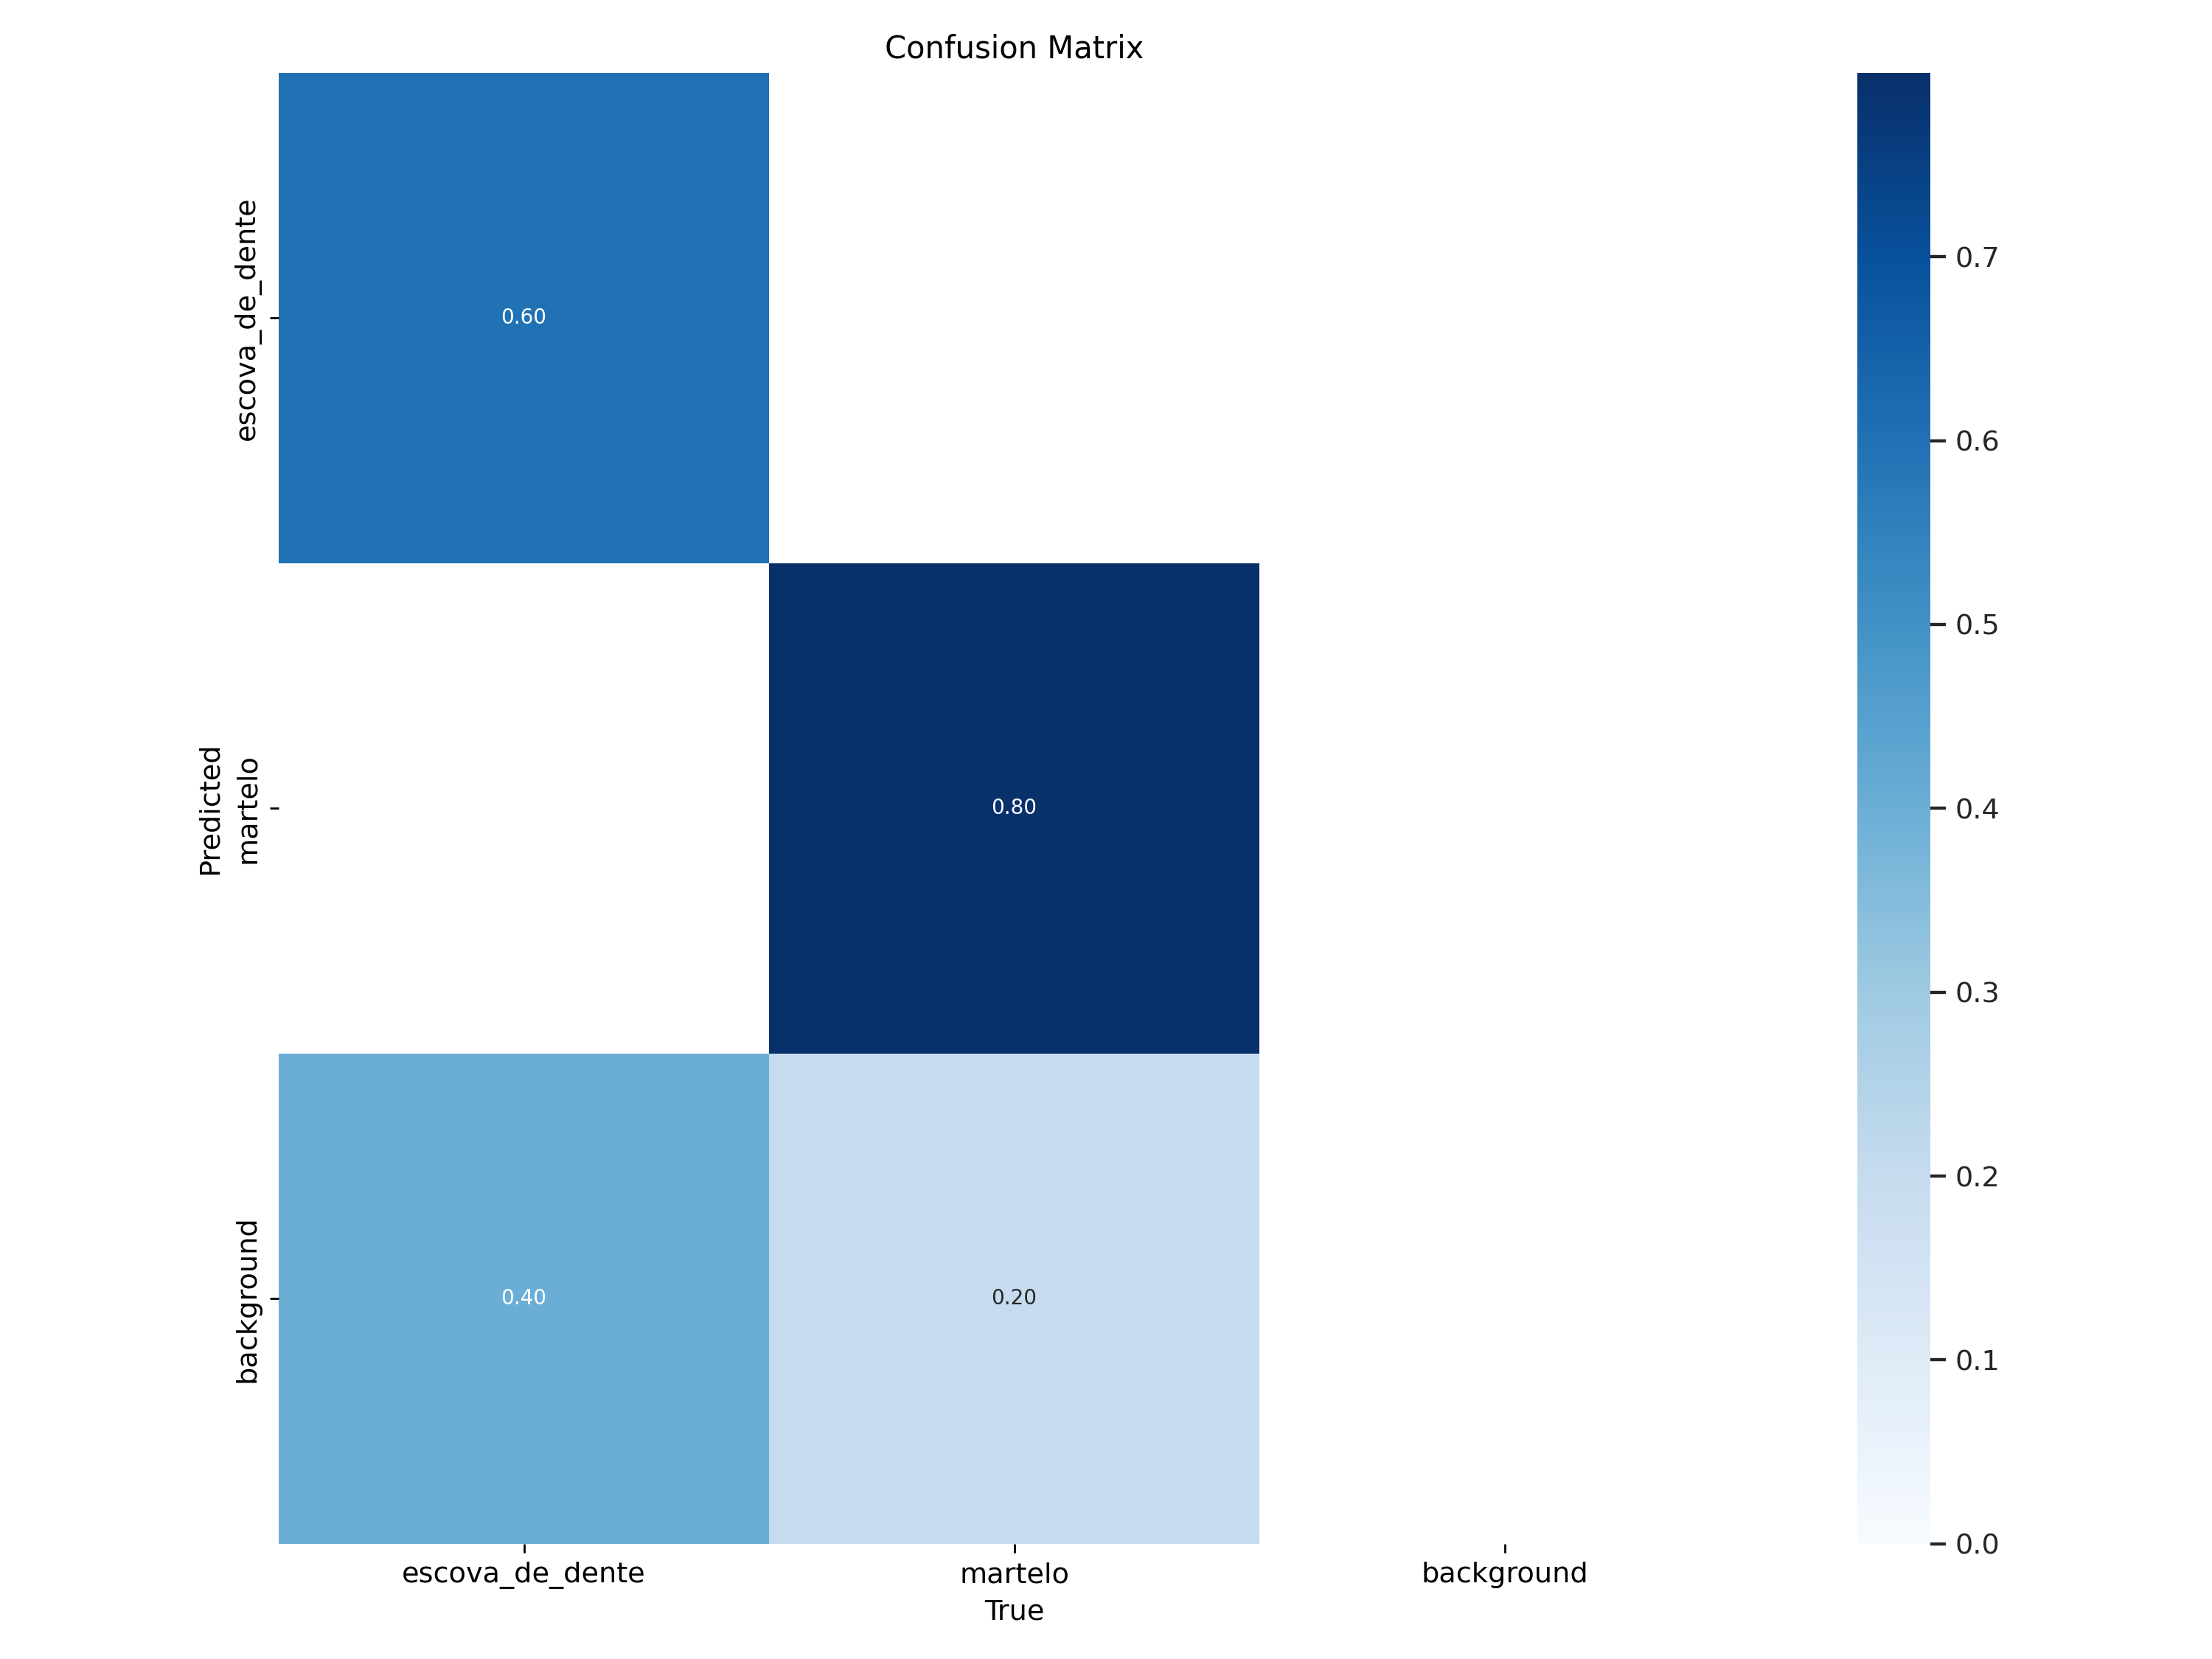 Confusion Matrix
escova_de_dente
0.60
Predicted
martelo
0.80
background
0.40
0.20
escova_de_dente
martelo
background
True
0.7
0.6
0.5
0.4
0.3
0.2
0.1
0.0